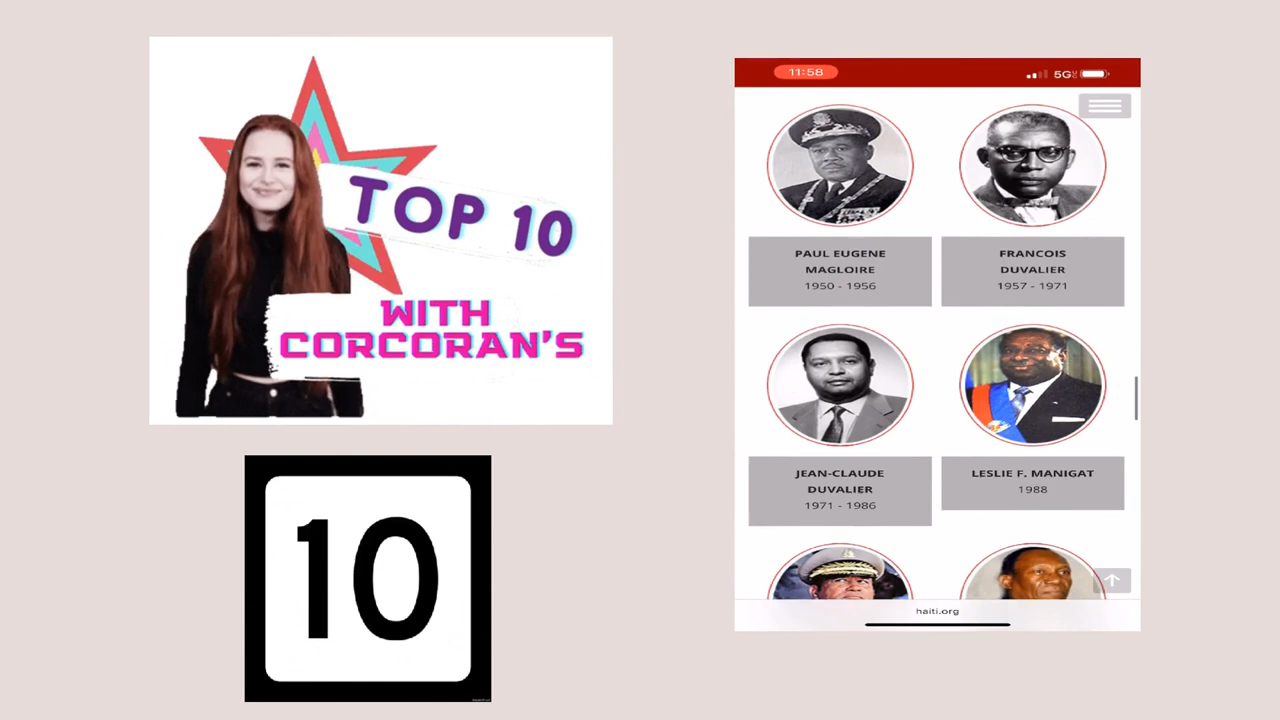 TOP 10
WITH
CORCORAN'S
10
11:58
5G
PAUL EUGENE
MAGLOIRE
1950 - 1956
FRANCOIS
DUVALIER
1957 - 1971
JEAN-CLAUDE
DUVALIER
1971 - 1986
LESLIE F. MANIGAT
1988
haiti.org